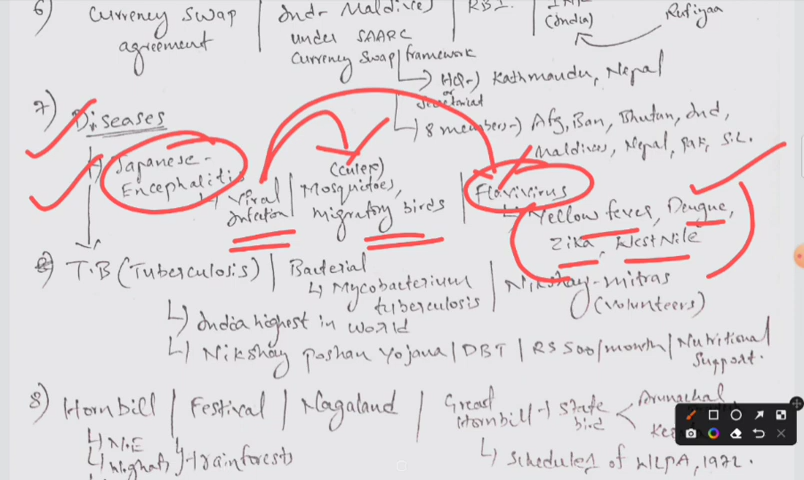 6) Currency Swap agreement | Ind- Maldives under SAARC Currency Swap framework | RBI | (India) Rufiyaa
↳ HQ-) or Secretariat Kathmandu, Nepal
↳ 8 members-) Afg, Ban, Bhutan, Ind, Maldives, Nepal, Pak, S.L.
7) Diseases
Japanese-Encephalitis
↳ Viral Infection | (culex) Mosquitoes, migratory birds | Flavivirus
↳ Yellow fever, Dengue, Zika, West Nile
T.B (Tuberculosis) | Bacterial ↳ Mycobacterium tuberculosis | Nikshay-mitras (volunteers)
↳ India highest in world
↳ Nikshay Poshan Yojana | DBT | RS 500/month | Nutritional Support.
8) Hornbill | Festival | Nagaland | Great Hornbill → State bird < Arunachal
↳ N.E
↳ W.ghats } → rainforests
↳ Schedule of WLPA, 1972.